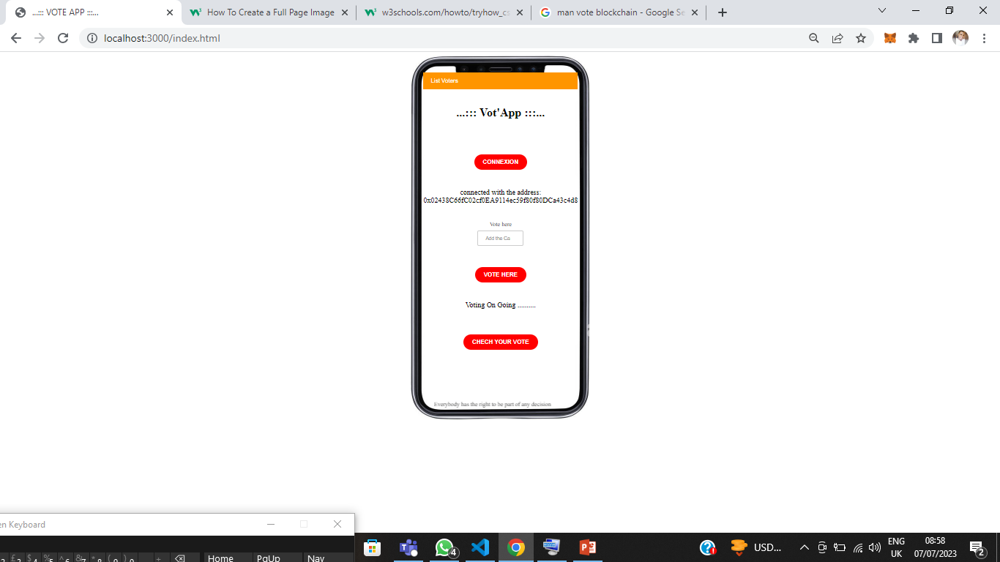 ...::: VOTE APP :::...
How To Create a Full Page Image
w3schools.com/howto/tryhow_cs
man vote blockchain - Google Se
localhost:3000/index.html
List Voters
...::: Vot'App :::...
CONNEXION
connected with the address:
0x02438C66fC02cf0EA9114ec59f80f80DCa43c4d8
Vote here
Add the Ca
VOTE HERE
Voting On Going ..........
CHECH YOUR VOTE
Everybody has the right to be part of any decision
en Keyboard
Home PgUp Nav
4
USD...
ENG
UK
08:58
07/07/2023
2